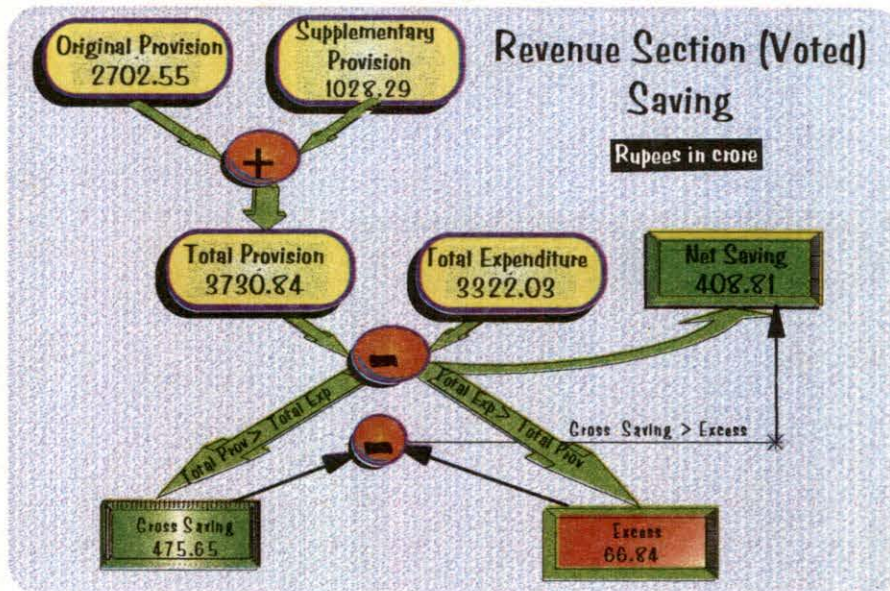 Original Provision
2702.55
Supplementary
Provision
1028.29
Revenue Section (Voted)
Saving
Rupees in crore
+
Total Provision
3730.84
Total Expenditure
3322.03
Net Saving
408.81
-
Total Prov > Total Exp
Total Exp > Total Prov
-
Gross Saving > Excess
Gross Saving
475.65
Excess
66.84